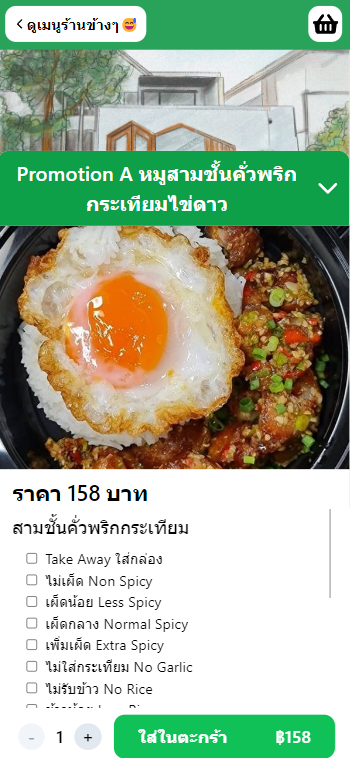 ดูเมนูร้านข้างๆ😅
Promotion A หมูสามชั้นคั่วพริก
กระเทียมไข่ดาว
ราคา 158 บาท
สามชั้นคั่วพริกกระเทียม
Take Away ใส่กล่อง
ไม่เผ็ด Non Spicy
เผ็ดน้อย Less Spicy
เผ็ดกลาง Normal Spicy
เพิ่มเผ็ด Extra Spicy
ไม่ใส่กระเทียม No Garlic
ไม่รับข้าว No Rice
- 1 + ใส่ในตะกร้า ฿158